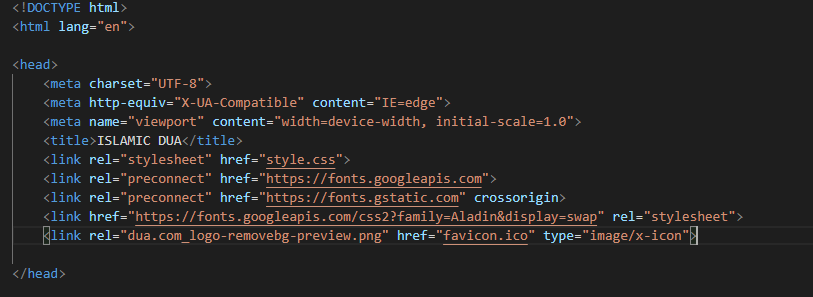 <!DOCTYPE html>
<html lang="en">
<head>
<meta charset="UTF-8">
<meta http-equiv="X-UA-Compatible" content="IE=edge">
<meta name="viewport" content="width=device-width, initial-scale=1.0">
<title>ISLAMIC DUA</title>
<link rel="stylesheet" href="style.css">
<link rel="preconnect" href="https://fonts.googleapis.com">
<link rel="preconnect" href="https://fonts.gstatic.com" crossorigin>
<link href="https://fonts.googleapis.com/css2?family=Aladin&display=swap" rel="stylesheet">
<link rel="dua.com_logo-removebg-preview.png" href="favicon.ico" type="image/x-icon">
</head>